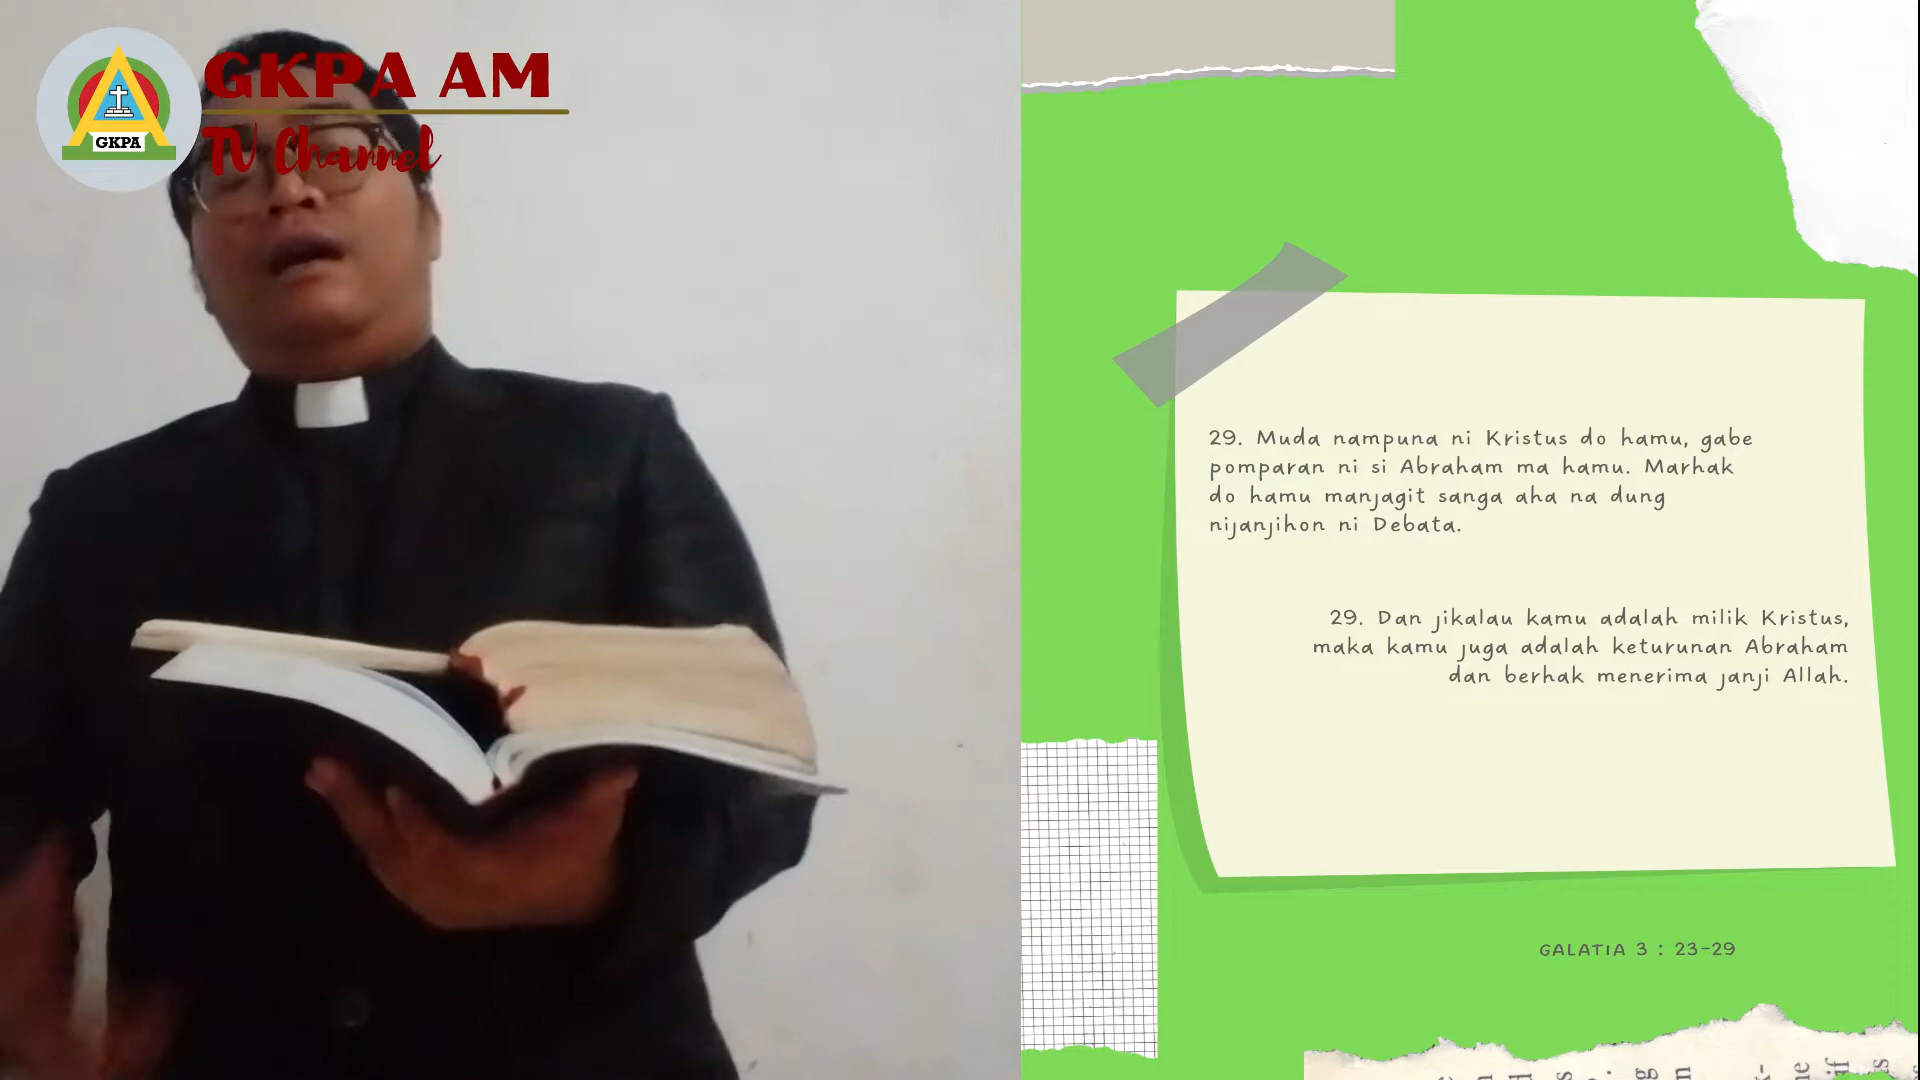 GKPA AM
TV Channel
GKPA
29. Muda nampuna ni Kristus do hamu, gabe
pomparan ni si Abraham ma hamu. Marhak
do hamu manjagit sanga aha na dung
nijanjihon ni Debata.
29. Dan jikalau kamu adalah milik Kristus,
maka kamu juga adalah keturunan Abraham
dan berhak menerima janji Allah.
GALATIA 3 : 23-29